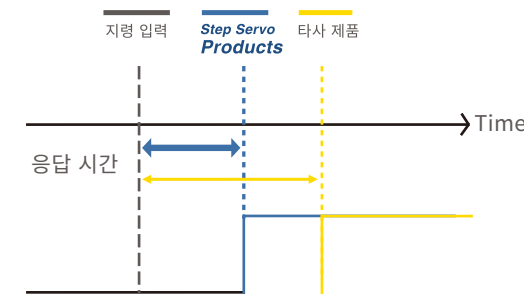 지령 입력
Step Servo
Products
타사 제품
Time
응답 시간